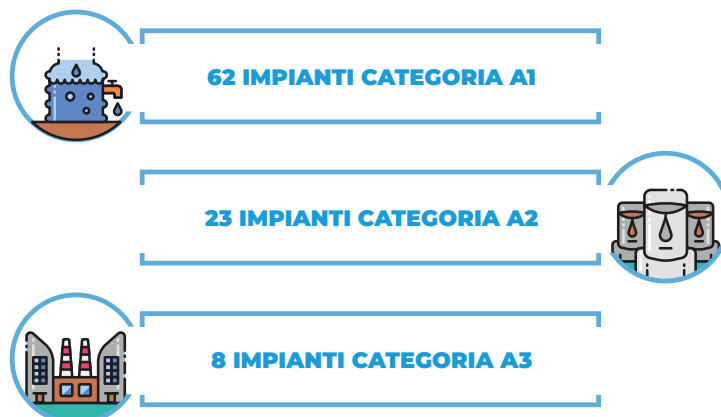 62 IMPIANTI CATEGORIA A1
23 IMPIANTI CATEGORIA A2
8 IMPIANTI CATEGORIA A3